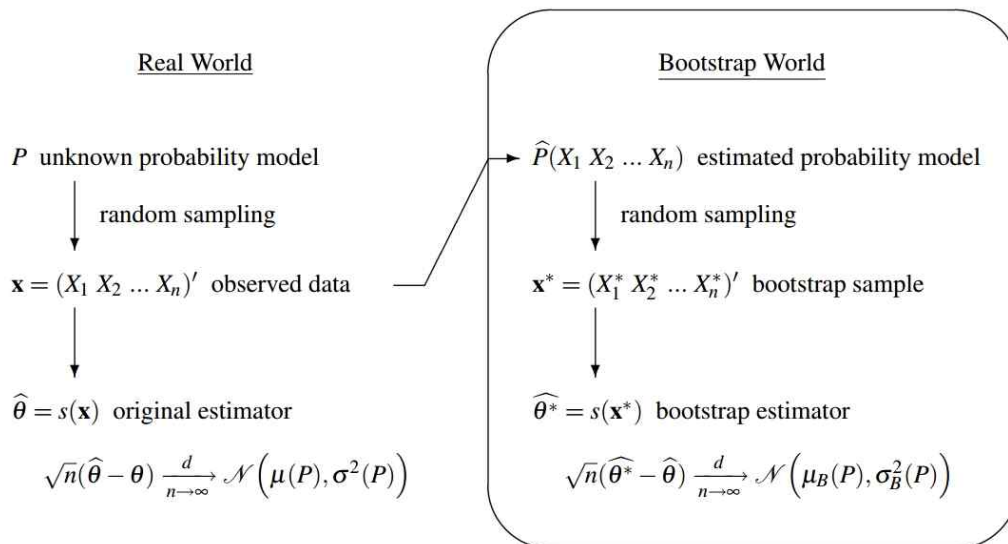 Real World
P unknown probability model
random sampling
𝐱 = (X₁ X₂ … Xₙ)′ observed data
θ̂ = s(𝐱) original estimator
√n(θ̂ − θ) →ᵈ n→∞ 𝒩(μ(P), σ²(P))
Bootstrap World
P̂(X₁ X₂ … Xₙ) estimated probability model
random sampling
𝐱* = (X₁* X₂* … Xₙ*)′ bootstrap sample
θ̂* = s(𝐱*) bootstrap estimator
√n(θ̂* − θ̂) →ᵈ n→∞ 𝒩(μ_B(P), σ²_B(P))